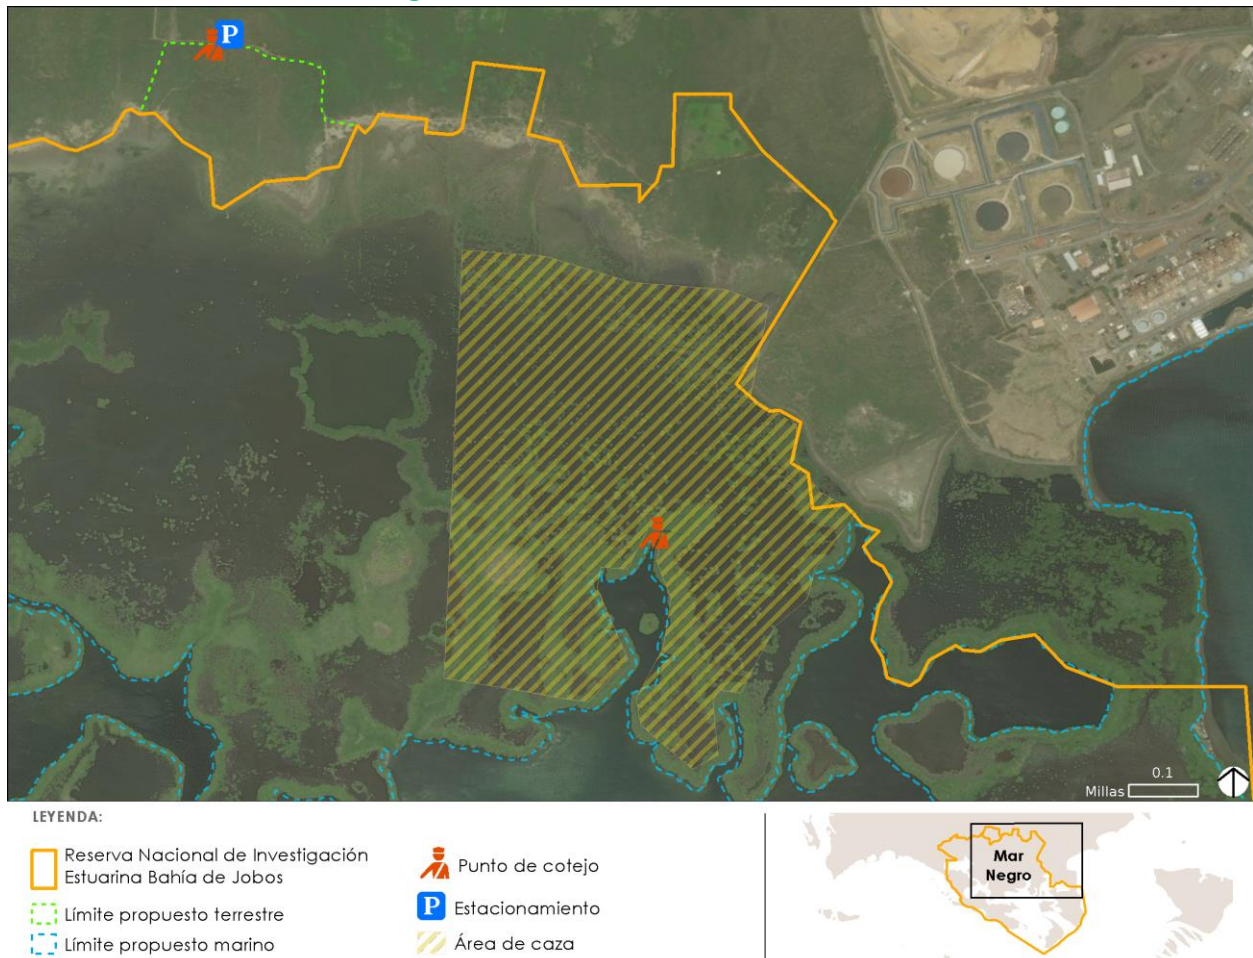 P
0.1
Millas
LEYENDA:
Reserva Nacional de Investigación
Estuarina Bahía de Jobos
Límite propuesto terrestre
Límite propuesto marino
Punto de cotejo
P Estacionamiento
Área de caza
Mar
Negro